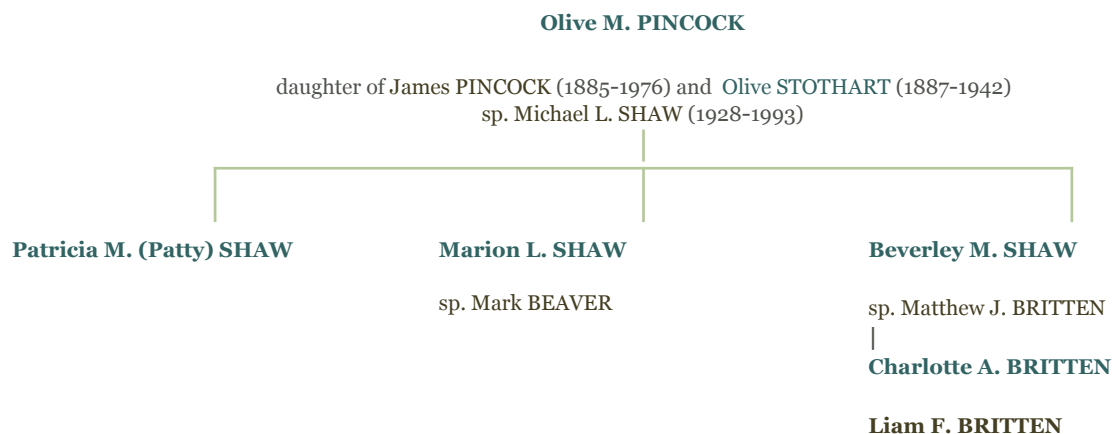 Olive M. PINCOCK
daughter of James PINCOCK (1885-1976) and Olive STOTHART (1887-1942)
sp. Michael L. SHAW (1928-1993)
Patricia M. (Patty) SHAW
Marion L. SHAW
sp. Mark BEAVER
Beverley M. SHAW
sp. Matthew J. BRITTEN
|
Charlotte A. BRITTEN
Liam F. BRITTEN